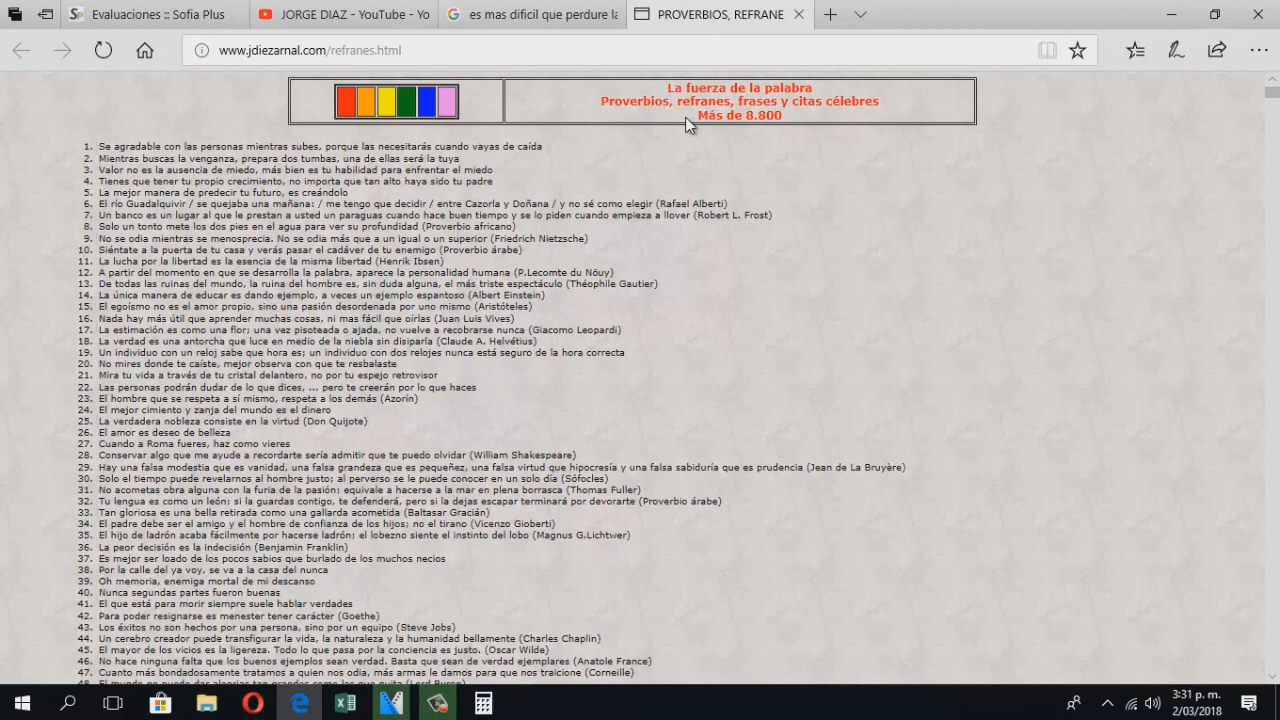 Evaluaciones :: Sofia Plus
JORGE DIAZ - YouTube - Yo
es mas dificil que perdure la
PROVERBIOS, REFRANE
www.jdiezarnal.com/refranes.html
La fuerza de la palabra
Proverbios, refranes, frases y citas célebres
Más de 8.800
1. Se agradable con las personas mientras subes, porque las necesitarás cuando vayas de caída
2. Mientras buscas la venganza, prepara dos tumbas, una de ellas será la tuya
3. Valor no es la ausencia de miedo, más bien es tu habilidad para enfrentar el miedo
4. Tienes que tener tu propio crecimiento, no importa que tan alto haya sido tu padre
5. La mejor manera de predecir tu futuro, es creándolo
6. El río Guadalquivir / se quejaba una mañana: / me tengo que decidir / entre Cazorla y Doñana / y no sé como elegir (Rafael Alberti)
7. Un banco es un lugar al que le prestan a usted un paraguas cuando hace buen tiempo y se lo piden cuando empieza a llover (Robert L. Frost)
8. Solo un tonto mete los dos pies en el agua para ver su profundidad (Proverbio africano)
9. No se odia mientras se menosprecia. No se odia más que a un igual o un superior (Friedrich Nietzsche)
10. Siéntate a la puerta de tu casa y verás pasar el cadáver de tu enemigo (Proverbio árabe)
11. La lucha por la libertad es la esencia de la misma libertad (Henrik Ibsen)
12. A partir del momento en que se desarrolla la palabra, aparece la personalidad humana (P.Lecomte du Nöuy)
13. De todas las ruinas del mundo, la ruina del hombre es, sin duda alguna, el más triste espectáculo (Théophile Gautier)
14. La única manera de educar es dando ejemplo, a veces un ejemplo espantoso (Albert Einstein)
15. El egoísmo no es el amor propio, sino una pasión desordenada por uno mismo (Aristóteles)
16. Nada hay más útil que aprender muchas cosas, ni mas fácil que oírlas (Juan Luis Vives)
17. La estimación es como una flor; una vez pisoteada o ajada, no vuelve a recobrarse nunca (Giacomo Leopardi)
18. La verdad es una antorcha que luce en medio de la niebla sin disiparla (Claude A. Helvétius)
19. Un individuo con un reloj sabe que hora es; un individuo con dos relojes nunca está seguro de la hora correcta
20. No mires donde te caíste, mejor observa con que te resbalaste
21. Mira tu vida a través de tu cristal delantero, no por tu espejo retrovisor
22. Las personas podrán dudar de lo que dices, ... pero te creerán por lo que haces
23. El hombre que se respeta a sí mismo, respeta a los demás (Azorín)
24. El mejor cimiento y zanja del mundo es el dinero
25. La verdadera nobleza consiste en la virtud (Don Quijote)
26. El amor es deseo de belleza
27. Cuando a Roma fueres, haz como vieres
28. Conservar algo que me ayude a recordarte sería admitir que te puedo olvidar (William Shakespeare)
29. Hay una falsa modestia que es vanidad, una falsa grandeza que es pequeñez, una falsa virtud que hipocresía y una falsa sabiduría que es prudencia (Jean de La Bruyère)
30. Solo el tiempo puede revelarnos al hombre justo; al perverso se le puede conocer en un solo día (Sófocles)
31. No acometas obra alguna con la furia de la pasión; equivale a hacerse a la mar en plena borrasca (Thomas Fuller)
32. Tu lengua es como un león; si la guardas contigo, te defenderá, pero si la dejas escapar terminará por devorarte (Proverbio árabe)
33. Tan gloriosa es una bella retirada como una gallarda acometida (Baltasar Gracián)
34. El padre debe ser el amigo y el hombre de confianza de los hijos; no el tirano (Vicenzo Gioberti)
35. El hijo de ladrón acaba fácilmente por hacerse ladrón; el lobezno siente el instinto del lobo (Magnus G.Lichtwer)
36. La peor decisión es la indecisión (Benjamin Franklin)
37. Es mejor ser loado de los pocos sabios que burlado de los muchos necios
38. Por la calle del ya voy, se va a la casa del nunca
39. Oh memoria, enemiga mortal de mi descanso
40. Nunca segundas partes fueron buenas
41. El que está para morir siempre suele hablar verdades
42. Para poder resignarse es menester tener carácter (Goethe)
43. Los éxitos no son hechos por una persona, sino por un equipo (Steve Jobs)
44. Un cerebro creador puede transfigurar la vida, la naturaleza y la humanidad bellamente (Charles Chaplin)
45. El mayor de los vicios es la ligereza. Todo lo que pasa por la conciencia es justo. (Oscar Wilde)
46. No hace ninguna falta que los buenos ejemplos sean verdad. Basta que sean de verdad ejemplares (Anatole France)
47. Cuanto más bondadosamente tratamos a quien nos odia, más armas le damos para que nos traicione (Corneille)
48. El mundo no puede dar alegrías tan grandes como las que quita (Lord Byron)
3:31 p. m.
2/03/2018